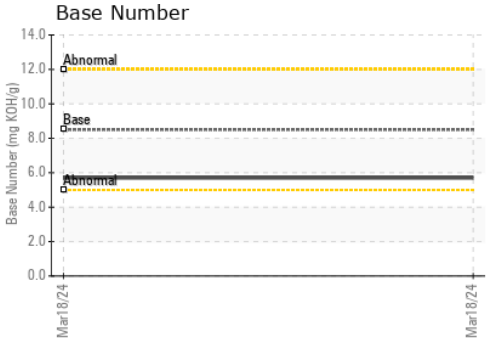 Base Number
14.0
Abnormal
12.0
10.0
Base
8.0
6.0
Abnormal
4.0
2.0
0.0
Base Number (mg KOH/g)
Mar18/24
Mar18/24